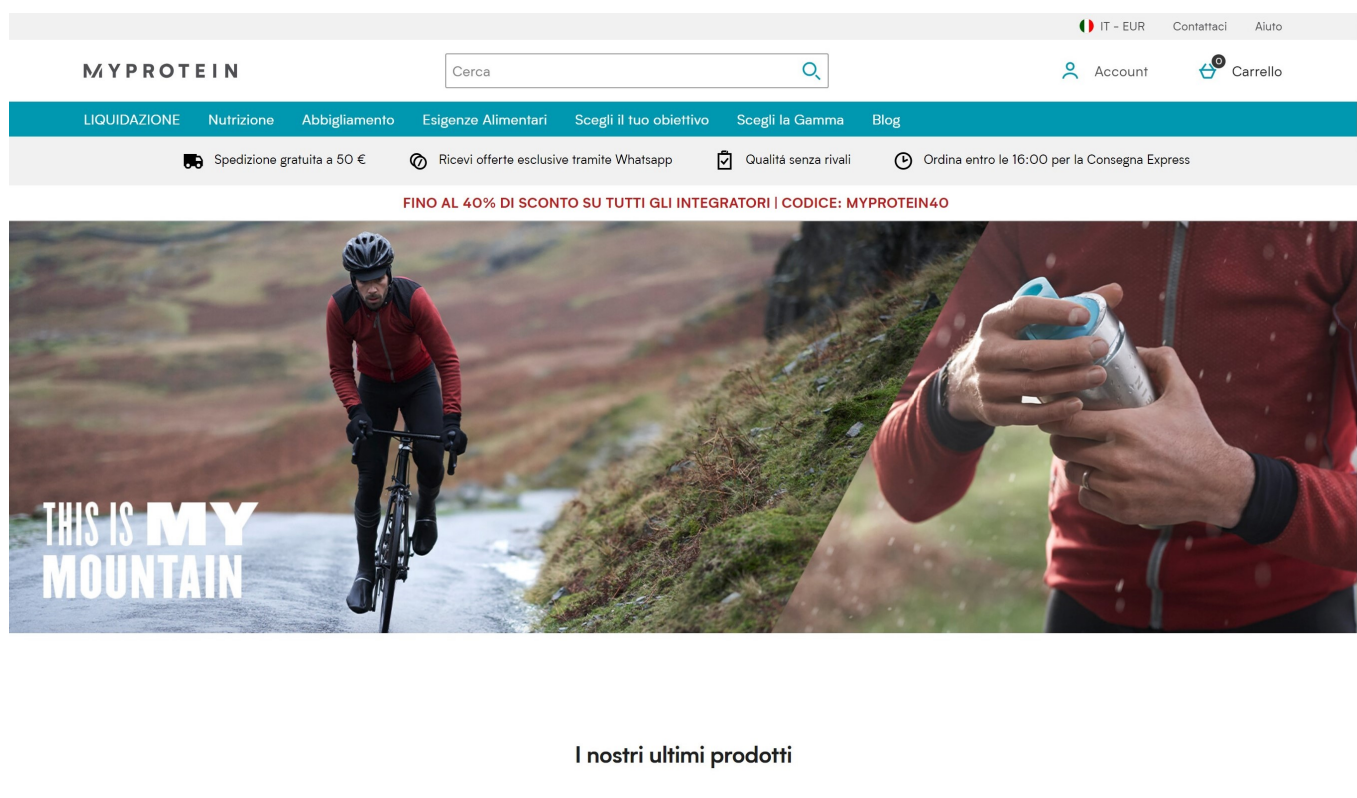 IT - EUR Contattaci Aiuto
MYPROTEIN Cerca Account 0 Carrello
LIQUIDAZIONE Nutrizione Abbigliamento Esigenze Alimentari Scegli il tuo obiettivo Scegli la Gamma Blog
Spedizione gratuita a 50 € Ricevi offerte esclusive tramite Whatsapp Qualitá senza rivali Ordina entro le 16:00 per la Consegna Express
FINO AL 40% DI SCONTO SU TUTTI GLI INTEGRATORI | CODICE: MYPROTEIN40
THIS IS MY
MOUNTAIN
I nostri ultimi prodotti